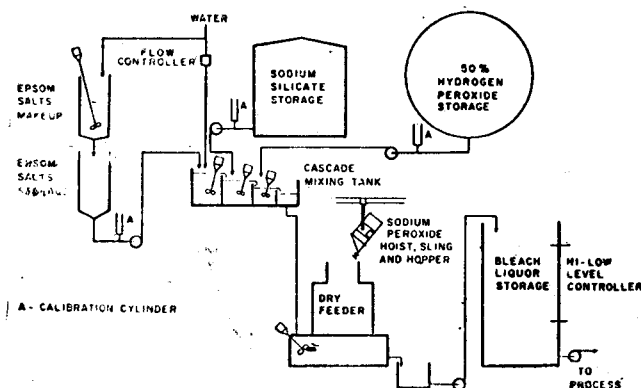 WATER
FLOW
CONTROLLER
EPSOM
SALTS
MAKEUP
SODIUM
SILICATE
STORAGE
50%
HYDROGEN
PEROXIDE
STORAGE
A
A
SALTS
A
CASCADE
MIXING TANK
SODIUM
PEROXIDE
HOIST, SLING
AND HOPPER
DRY
FEEDER
BLEACH
LIQUOR
STORAGE
HI-LOW
LEVEL
CONTROLLER
A - CALIBRATION CYLINDER
TO
PROCESS